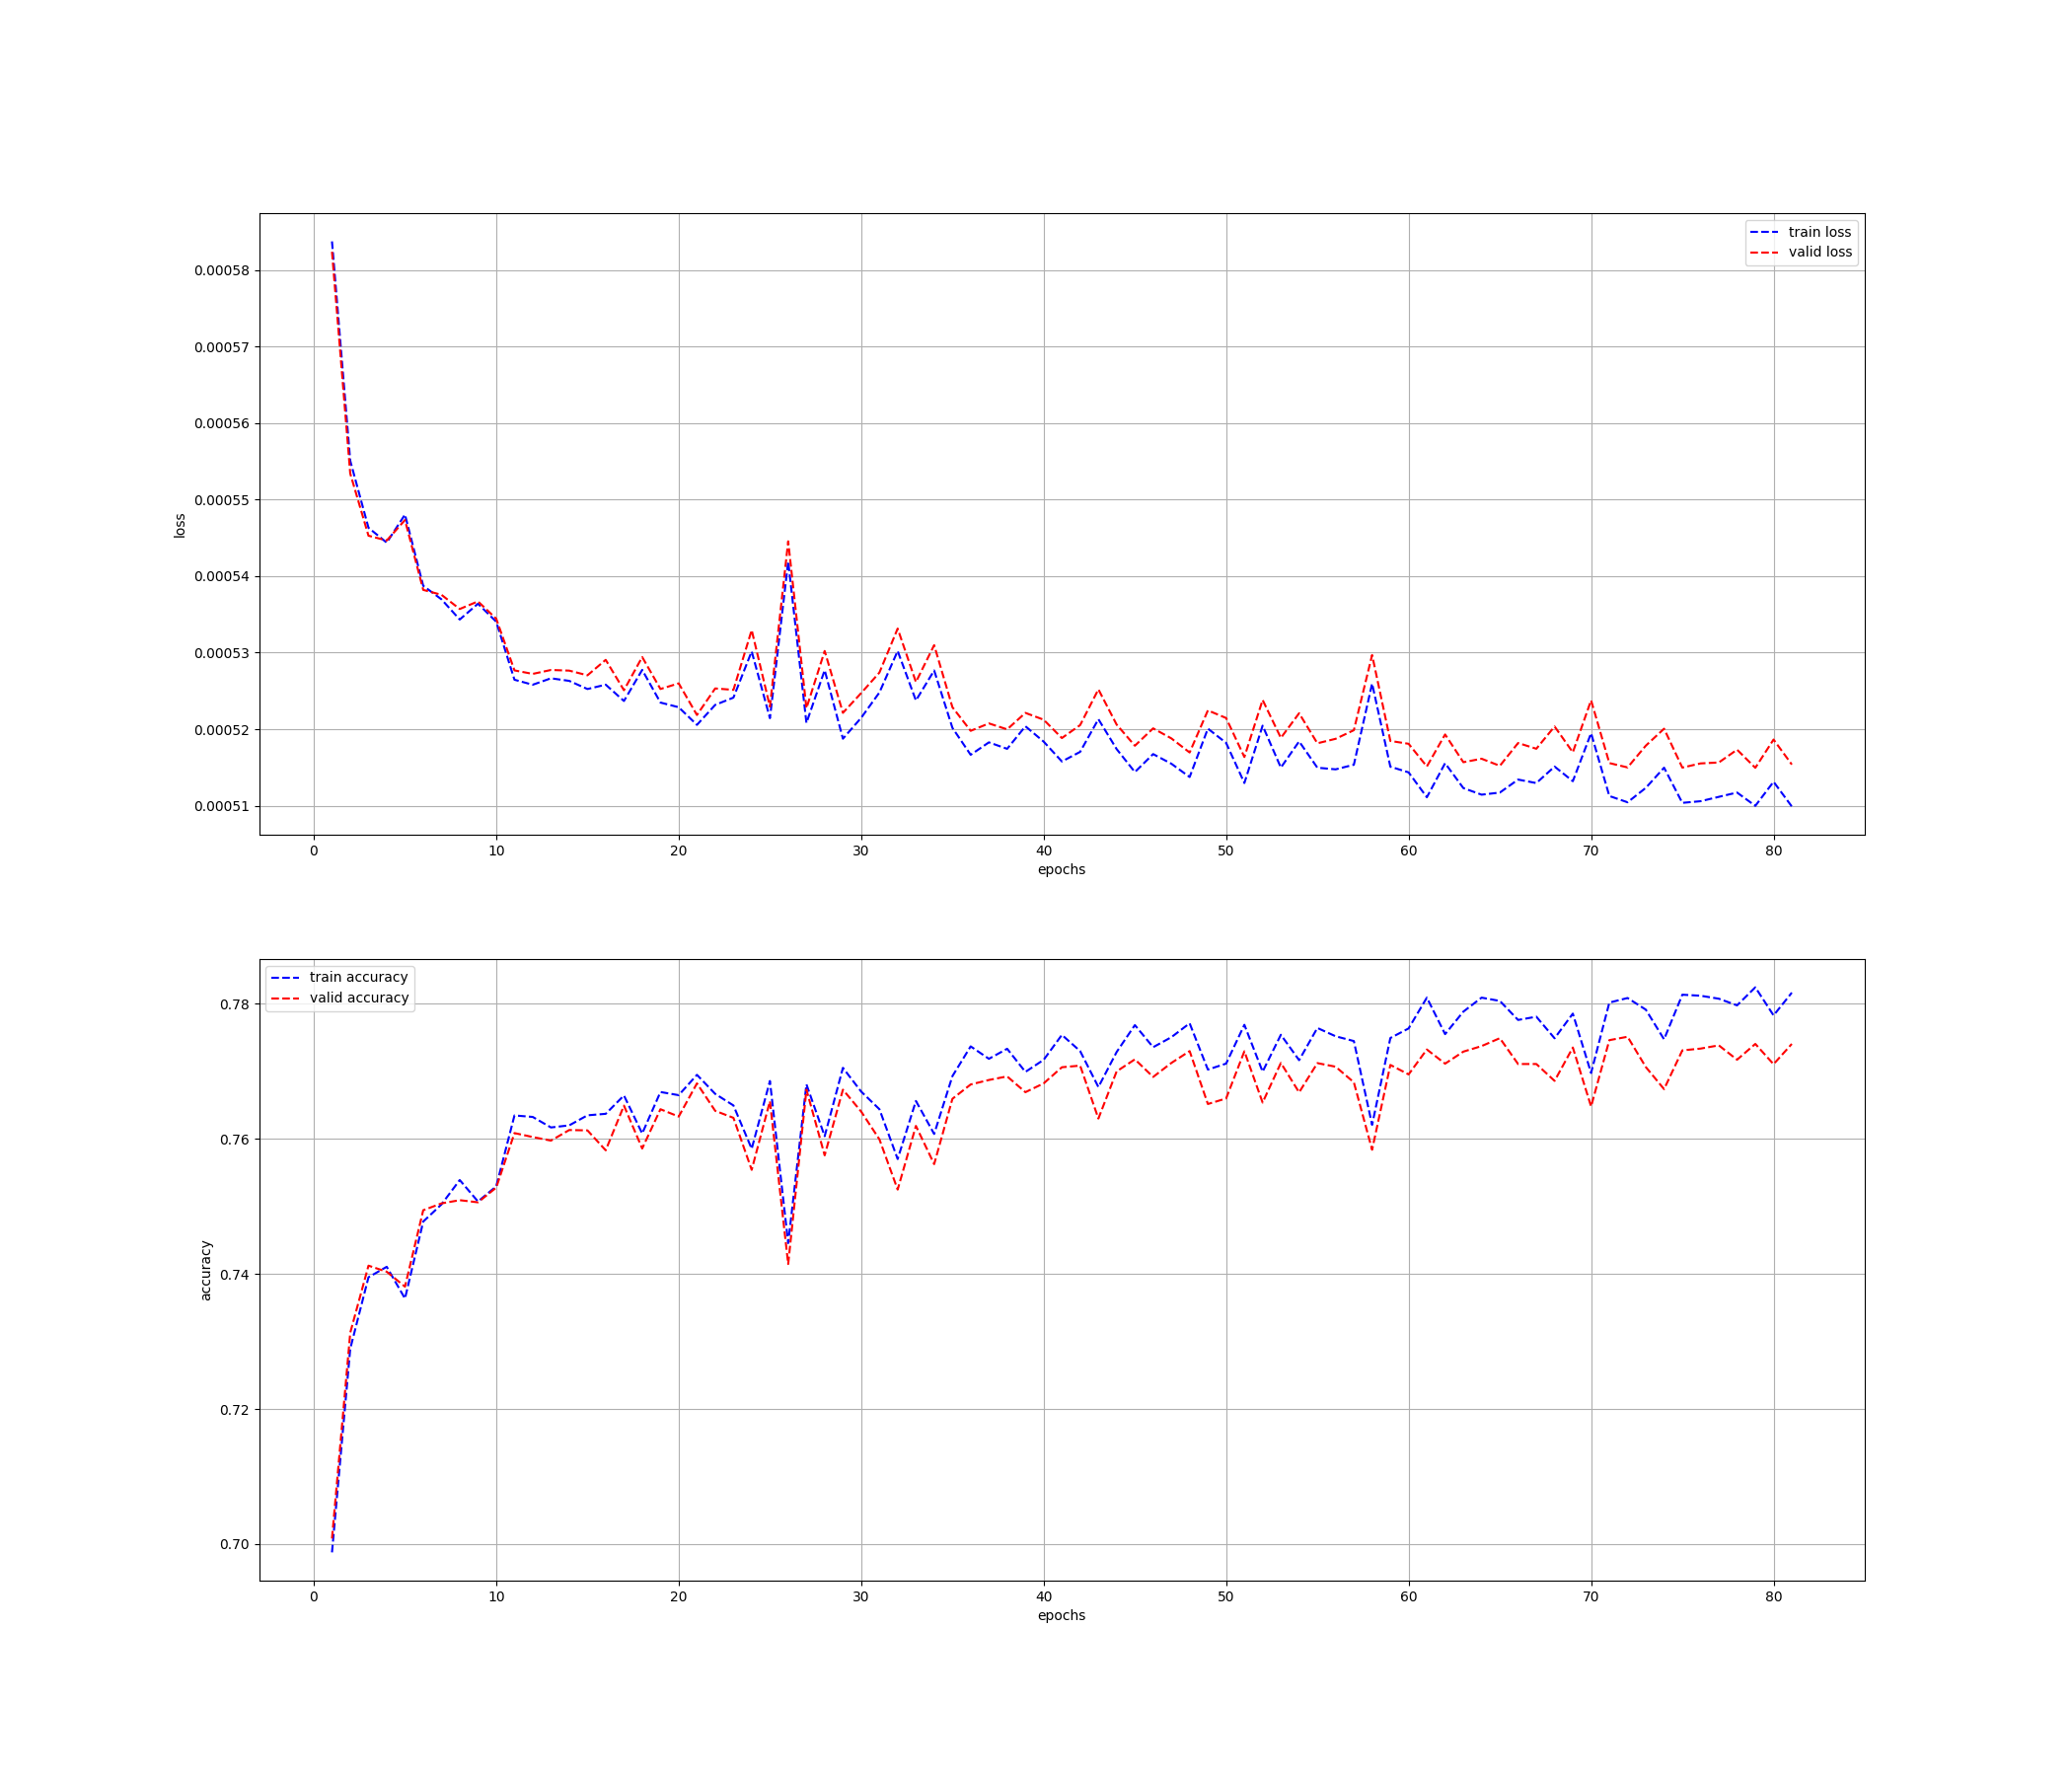 train loss
valid loss
0.00058
0.00057
0.00056
0.00055
0.00054
0.00053
0.00052
0.00051
loss
0 10 20 30 40 50 60 70 80
epochs
train accuracy
valid accuracy
0.78
0.76
0.74
0.72
0.70
accuracy
0 10 20 30 40 50 60 70 80
epochs